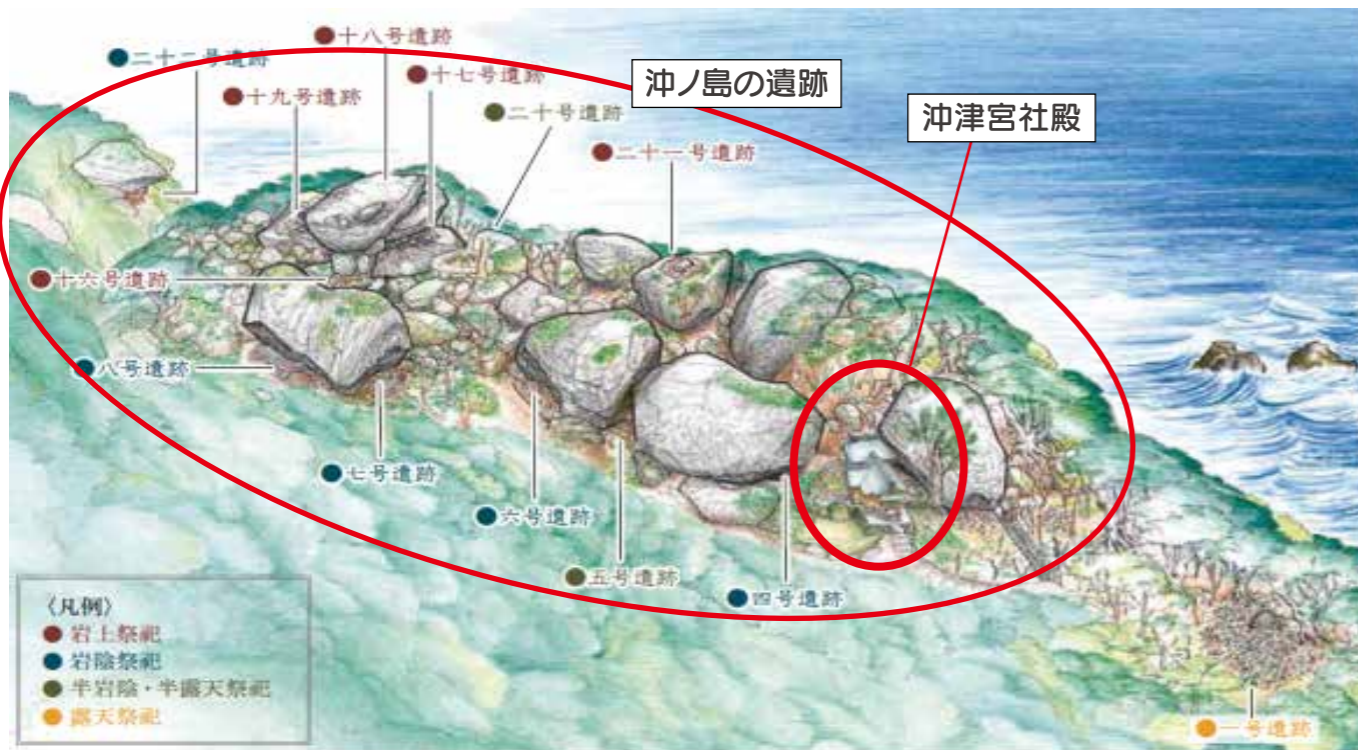 ●十八号遺跡
●二十二号遺跡
●十七号遺跡
●十九号遺跡
沖ノ島の遺跡
●二十号遺跡
沖津宮社殿
●二十一号遺跡
●十六号遺跡
●八号遺跡
●七号遺跡
●六号遺跡
●五号遺跡
●四号遺跡
〈凡例〉
●岩上祭祀
●岩陰祭祀
●半岩陰・半露天祭祀
●露天祭祀
●一号遺跡